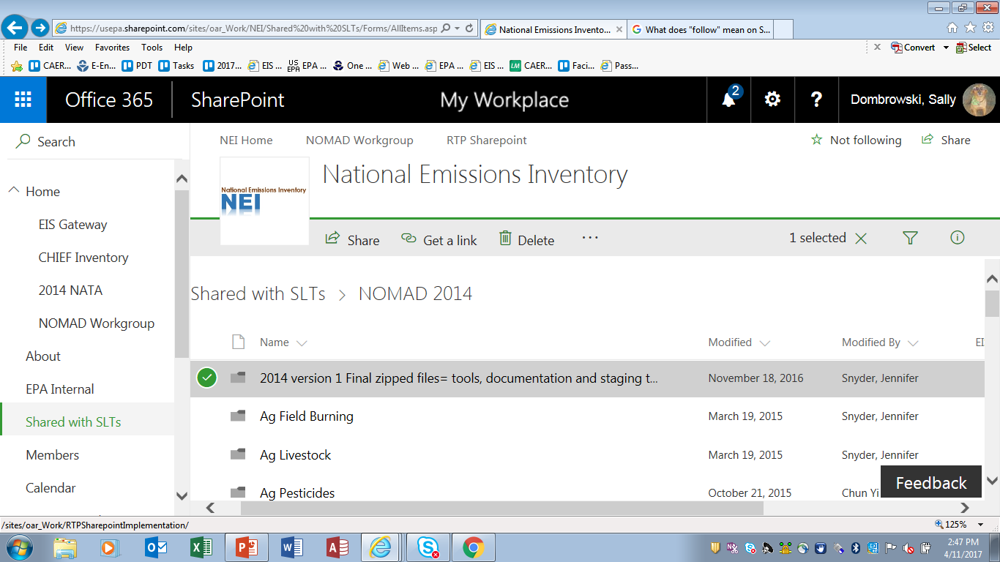 https://usepa.sharepoint.com/sites/oar_Work/NEI/Shared%20with%20SLTs/Forms/AllItems.asp
National Emissions Invento...
What does "follow" mean on S...
File Edit View Favorites Tools Help
Convert Select
CAER... E-En... PDT Tasks 2017... EIS ... US EPA EPA ... One ... Web ... EPA ... EIS ... LM CAER... Faci... Pass...
Office 365 SharePoint My Workplace 2 ? Dombrowski, Sally
Search
NEI Home NOMAD Workgroup RTP Sharepoint Not following Share
National Emissions Inventory
National Emissions Inventory
NEI
Home
EIS Gateway
CHIEF Inventory
2014 NATA
NOMAD Workgroup
About
EPA Internal
Shared with SLTs
Members
Calendar
Share Get a link Delete ... 1 selected
Shared with SLTs > NOMAD 2014
Name Modified Modified By EI
2014 version 1 Final zipped files= tools, documentation and staging t... November 18, 2016 Snyder, Jennifer
Ag Field Burning March 19, 2015 Snyder, Jennifer
Ag Livestock March 19, 2015 Snyder, Jennifer
Ag Pesticides October 21, 2015 Chun Yi
Feedback
/sites/oar_Work/RTPSharepointImplementation/
125%
2:47 PM
4/11/2017